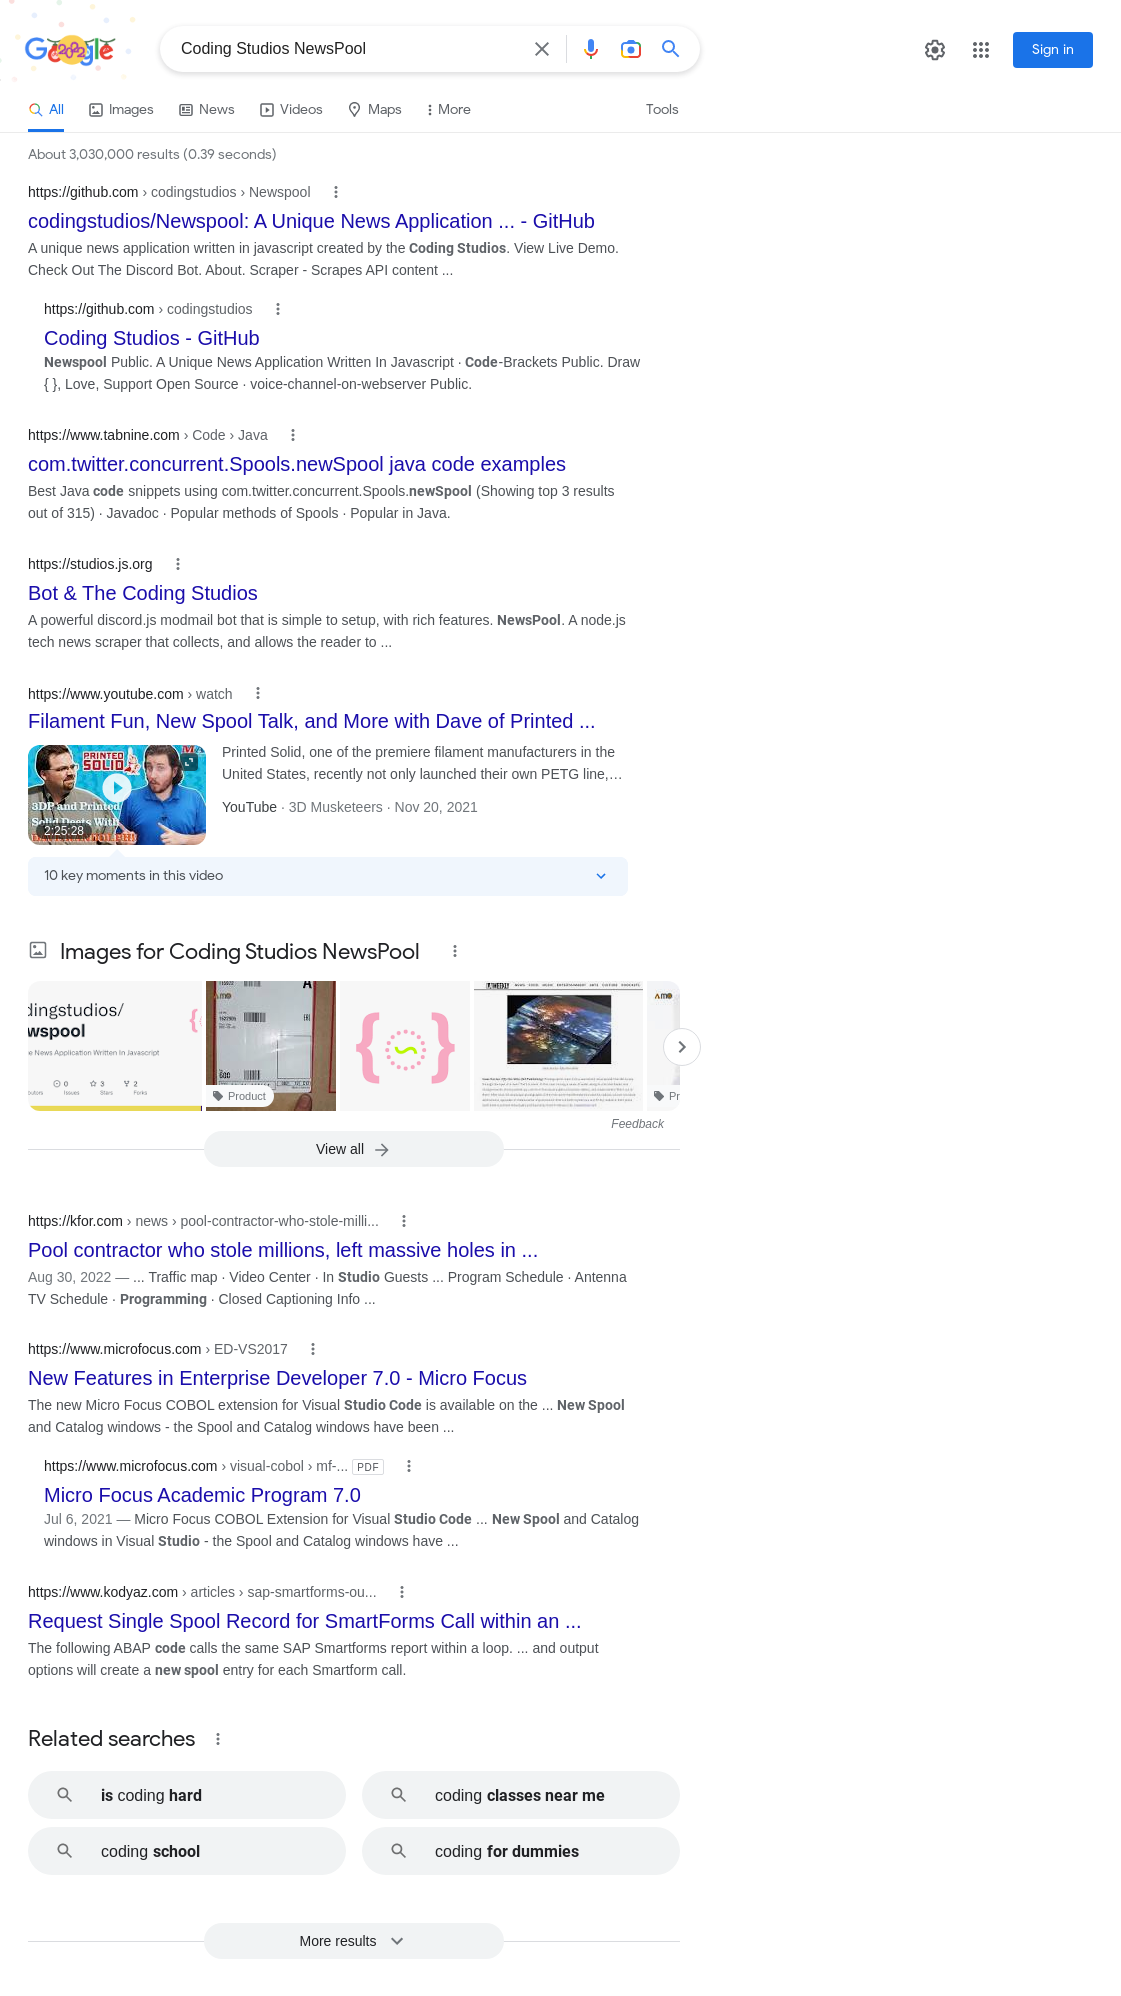 Google
Coding Studios NewsPool
Sign in
All
Images
News
Videos
Maps
More
Tools
About 3,030,000 results (0.39 seconds)
https://github.com › codingstudios › Newspool
codingstudios/Newspool: A Unique News Application ... - GitHub
A unique news application written in javascript created by the Coding Studios. View Live Demo.
Check Out The Discord Bot. About. Scraper - Scrapes API content ...
https://github.com › codingstudios
Coding Studios - GitHub
Newspool Public. A Unique News Application Written In Javascript · Code-Brackets Public. Draw
{ }, Love, Support Open Source · voice-channel-on-webserver Public.
https://www.tabnine.com › Code › Java
com.twitter.concurrent.Spools.newSpool java code examples
Best Java code snippets using com.twitter.concurrent.Spools.newSpool (Showing top 3 results
out of 315) · Javadoc · Popular methods of Spools · Popular in Java.
https://studios.js.org
Bot & The Coding Studios
A powerful discord.js modmail bot that is simple to setup, with rich features. NewsPool. A node.js
tech news scraper that collects, and allows the reader to ...
https://www.youtube.com › watch
Filament Fun, New Spool Talk, and More with Dave of Printed ...
PRINTED
SOLID
3DP and Printed
Solid Deets With
2:25:28
Printed Solid, one of the premiere filament manufacturers in the
United States, recently not only launched their own PETG line,...
YouTube · 3D Musketeers · Nov 20, 2021
10 key moments in this video
Images for Coding Studios NewsPool
dingstudios/
wspool
e News Application Written In Javascript
0
3
2
Issues
Stars
Forks
Product
WEEKLY
Pr
Feedback
View all
https://kfor.com › news › pool-contractor-who-stole-milli...
Pool contractor who stole millions, left massive holes in ...
Aug 30, 2022 — ... Traffic map · Video Center · In Studio Guests ... Program Schedule · Antenna
TV Schedule · Programming · Closed Captioning Info ...
https://www.microfocus.com › ED-VS2017
New Features in Enterprise Developer 7.0 - Micro Focus
The new Micro Focus COBOL extension for Visual Studio Code is available on the ... New Spool
and Catalog windows - the Spool and Catalog windows have been ...
https://www.microfocus.com › visual-cobol › mf-... PDF
Micro Focus Academic Program 7.0
Jul 6, 2021 — Micro Focus COBOL Extension for Visual Studio Code ... New Spool and Catalog
windows in Visual Studio - the Spool and Catalog windows have ...
https://www.kodyaz.com › articles › sap-smartforms-ou...
Request Single Spool Record for SmartForms Call within an ...
The following ABAP code calls the same SAP Smartforms report within a loop. ... and output
options will create a new spool entry for each Smartform call.
Related searches
is coding hard
coding classes near me
coding school
coding for dummies
More results